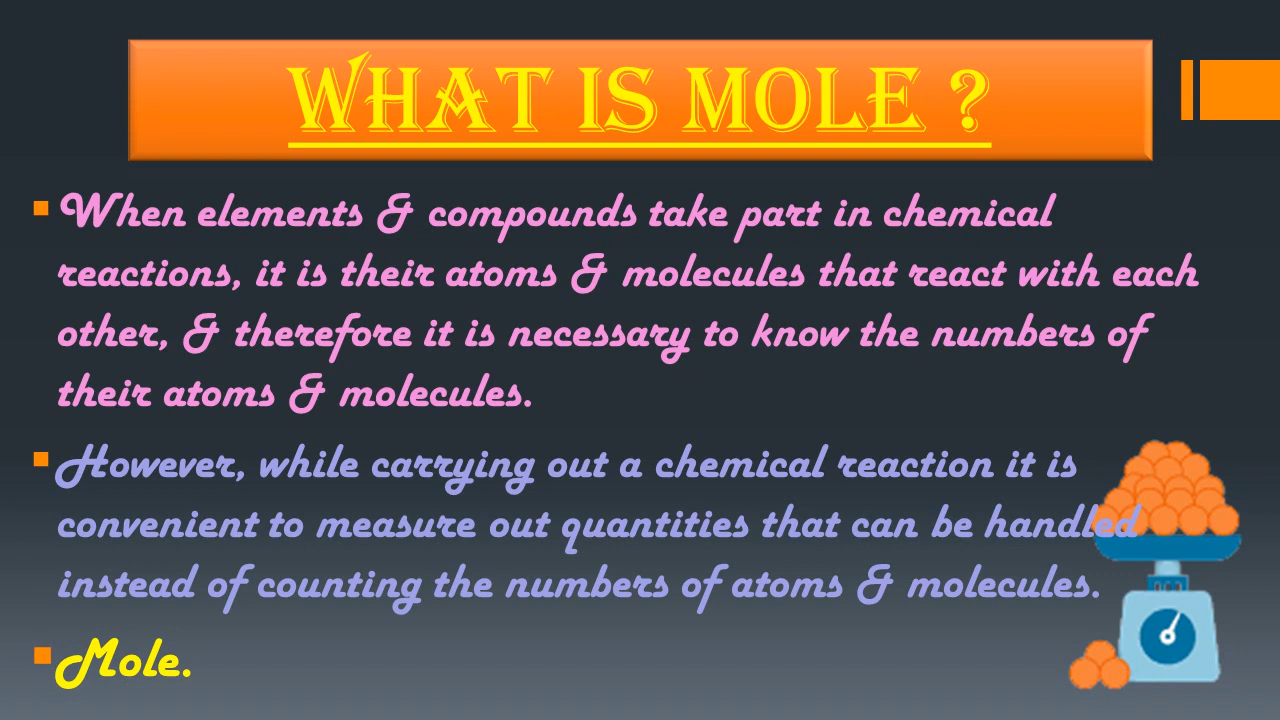 WHAT IS MOLE ?
When elements & compounds take part in chemical
reactions, it is their atoms & molecules that react with each
other, & therefore it is necessary to know the numbers of
their atoms & molecules.
However, while carrying out a chemical reaction it is
convenient to measure out quantities that can be handled
instead of counting the numbers of atoms & molecules.
Mole.